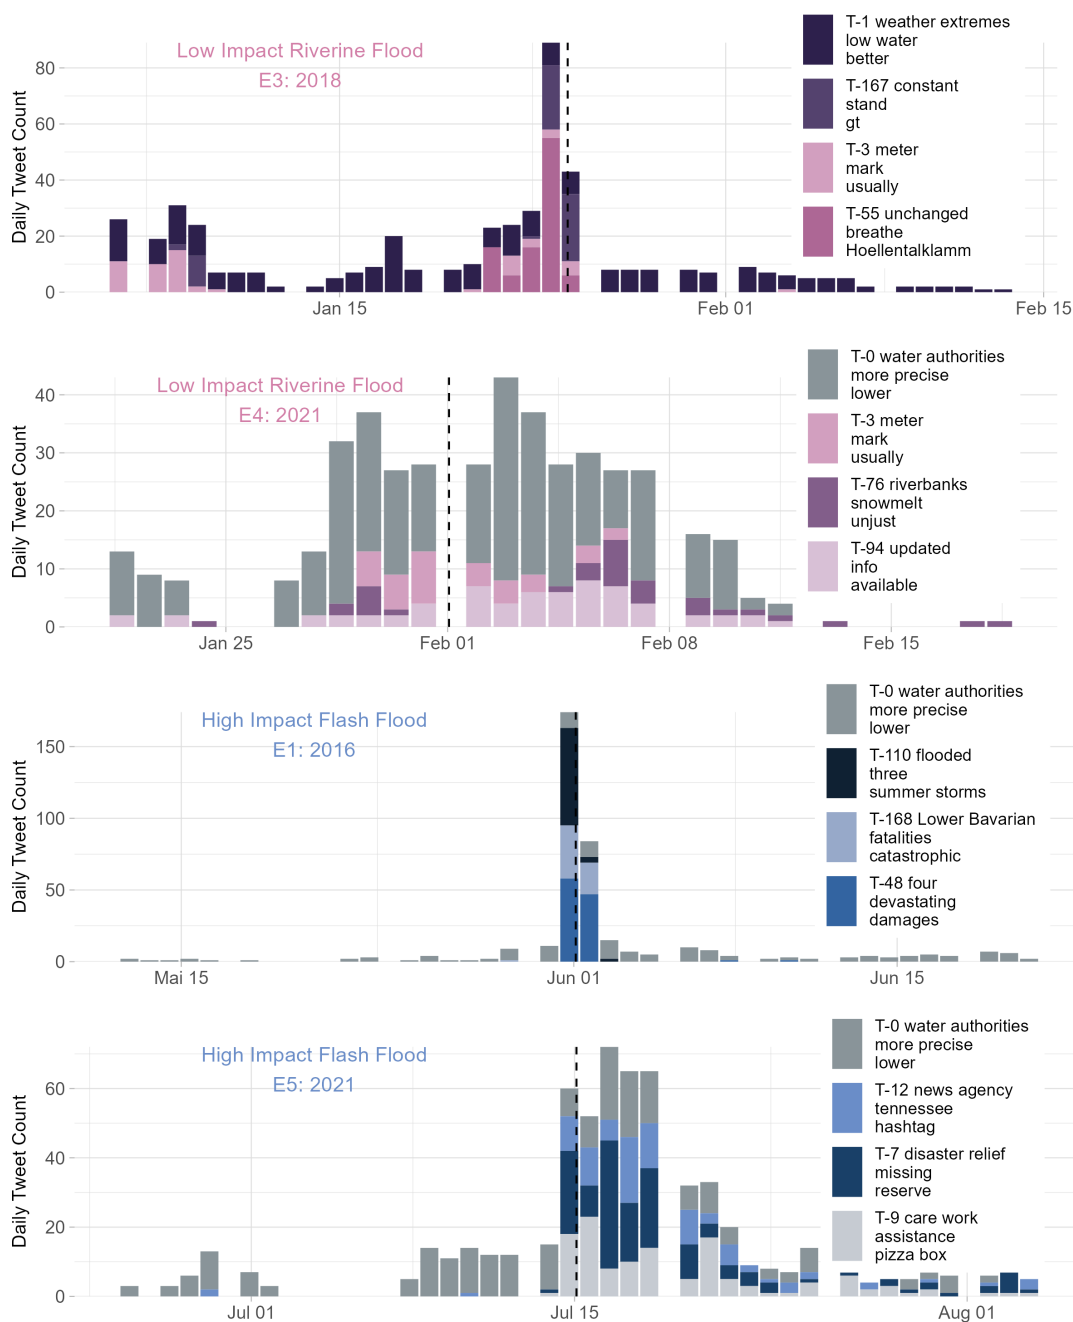 Low Impact Riverine Flood
E3: 2018
Daily Tweet Count
80
60
40
20
0
Jan 15
Feb 01
Feb 15
T-1 weather extremes
low water
better
T-167 constant
stand
gt
T-3 meter
mark
usually
T-55 unchanged
breathe
Hoellentalklamm
Low Impact Riverine Flood
E4: 2021
Daily Tweet Count
40
30
20
10
0
Jan 25
Feb 01
Feb 08
Feb 15
T-0 water authorities
more precise
lower
T-3 meter
mark
usually
T-76 riverbanks
snowmelt
unjust
T-94 updated
info
available
High Impact Flash Flood
E1: 2016
Daily Tweet Count
150
100
50
0
Mai 15
Jun 01
Jun 15
T-0 water authorities
more precise
lower
T-110 flooded
three
summer storms
T-168 Lower Bavarian
fatalities
catastrophic
T-48 four
devastating
damages
High Impact Flash Flood
E5: 2021
Daily Tweet Count
60
40
20
0
Jul 01
Jul 15
Aug 01
T-0 water authorities
more precise
lower
T-12 news agency
tennessee
hashtag
T-7 disaster relief
missing
reserve
T-9 care work
assistance
pizza box